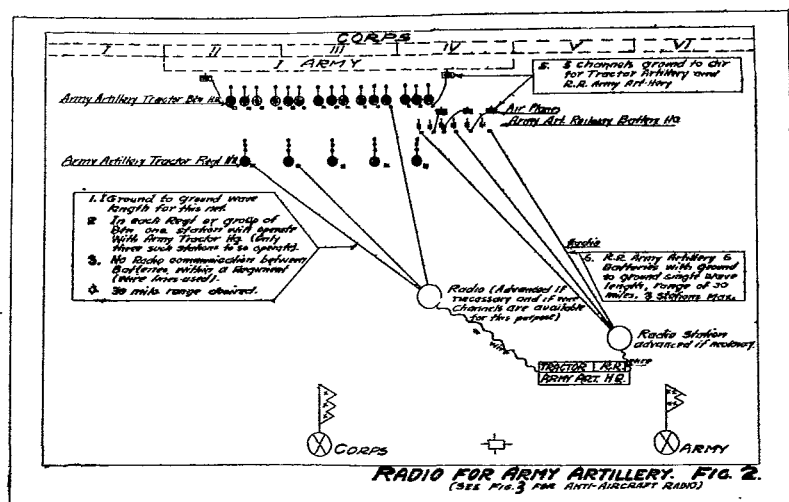 CORPS
I II III IV V VI
I ARMY
5. 5 channels ground to air
for Tractor Artillery and
R.R. Army Artillery
Army Artillery Tractor Btn Hq.
Air Planes
Army Art. Railway Battery Hq
Army Artillery Tractor Regt Hq.
1. 1 Ground to ground wave
length for this net.
2 In each Regt or group of
Btn one station will operate
With Army Tractor Hq. (Only
three such stations to so operate).
3. No Radio communication between
Batteries, within a Regiment
(Wire lines used).
4. 30 mile range desired.
Radio
6. R.R. Army Artillery 6
Batteries with ground
to ground single wave
length, range of 30
miles, 3 Stations Max.
Radio (Advanced if
necessary and if wire
channels are available
for this purpose)
Wire
Radio Station
advanced if necessary.
Wire
TRACTOR | R.R.
ARMY ART. HQ.
CORPS
ARMY
RADIO FOR ARMY ARTILLERY. FIG. 2.
(SEE FIG. 3 FOR ANTI-AIRCRAFT RADIO)